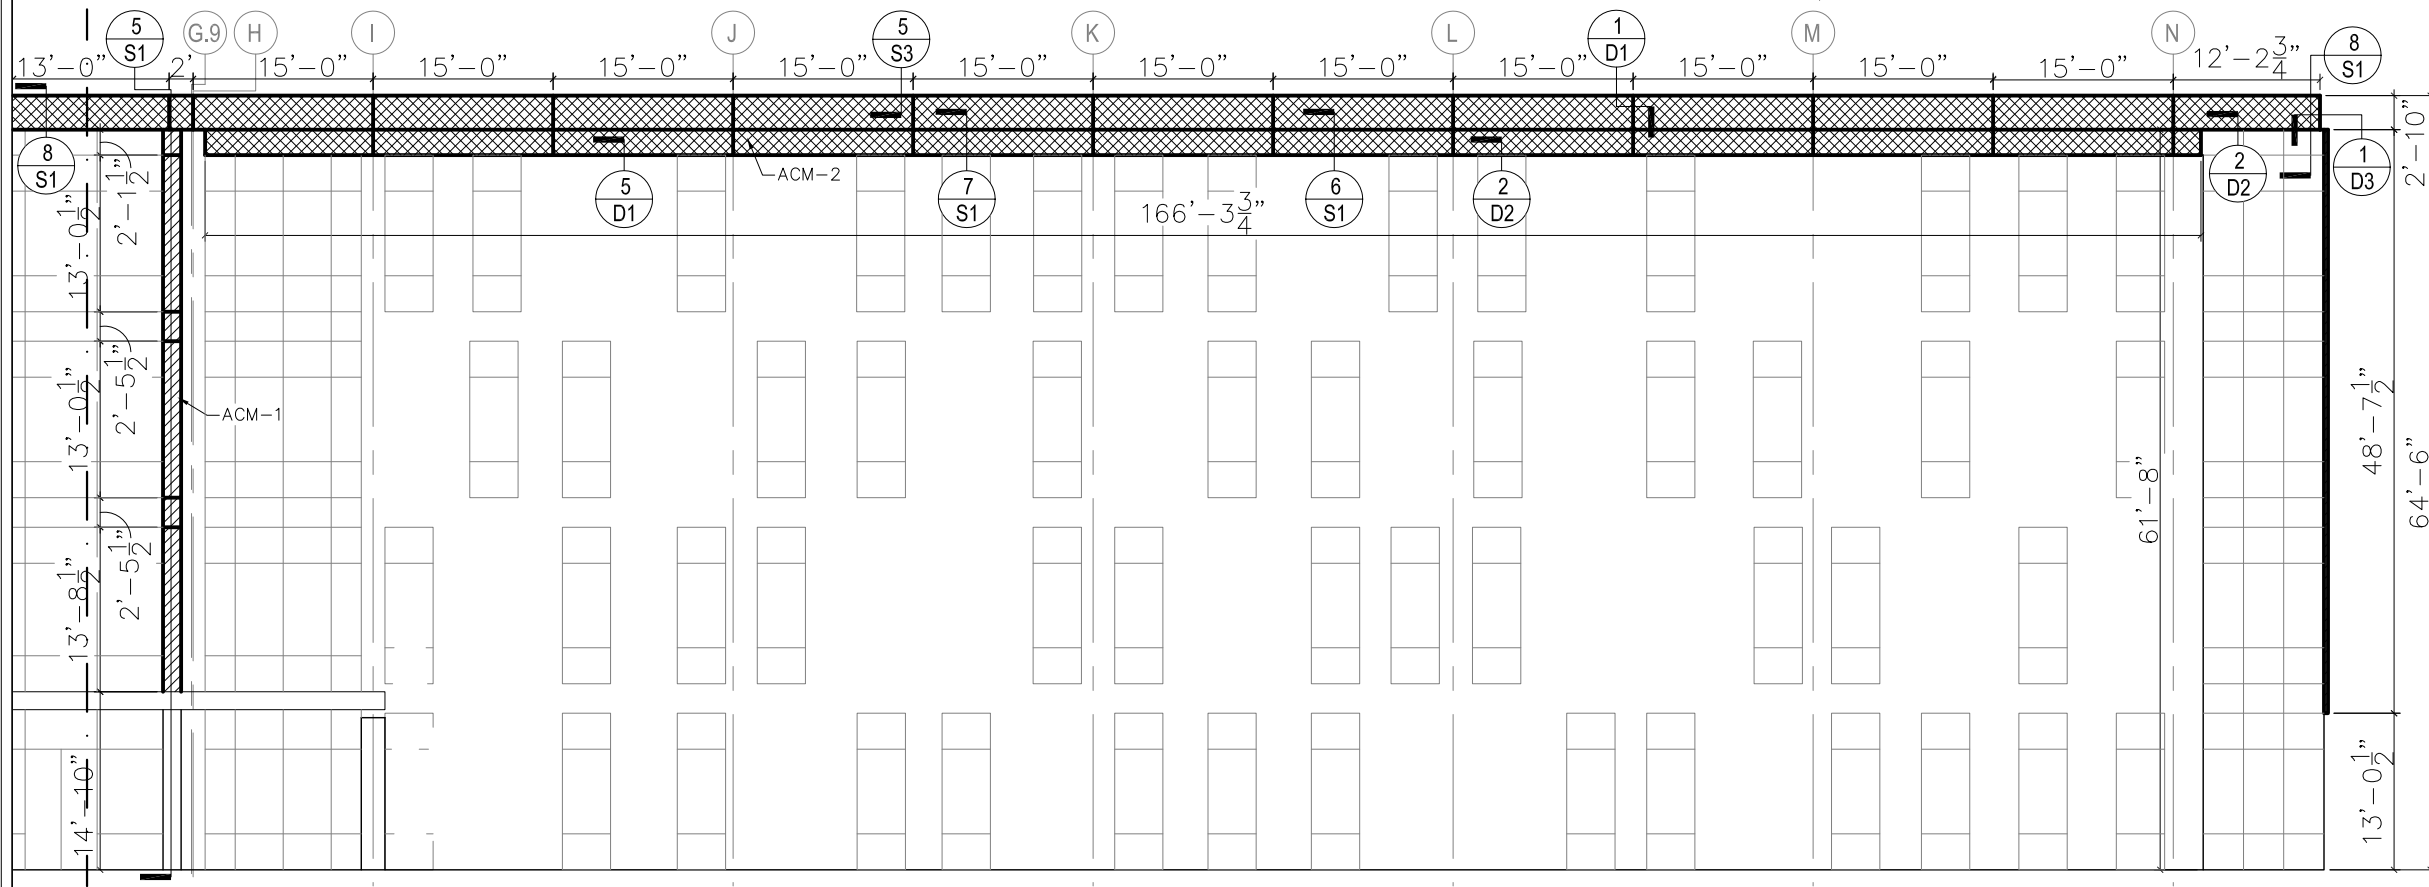 5
S1
G.9
H
I
J
5
S3
K
L
1
D1
M
N
8
S1
13'-0"
2'
15'-0"
15'-0"
15'-0"
15'-0"
15'-0"
15'-0"
15'-0"
15'-0"
15'-0"
15'-0"
15'-0"
12'-2 3/4"
8
S1
5
D1
ACM-2
7
S1
6
S1
2
D2
2
D2
1
D3
2'-10"
166'-3 3/4"
2'-1 1/2"
13'-0 1/2"
2'-5 1/2"
13'-0 1/2"
ACM-1
2'-5 1/2"
13'-8 1/2"
14'-10"
48'-7 1/2"
61'-8"
64'-6"
13'-0 1/2"